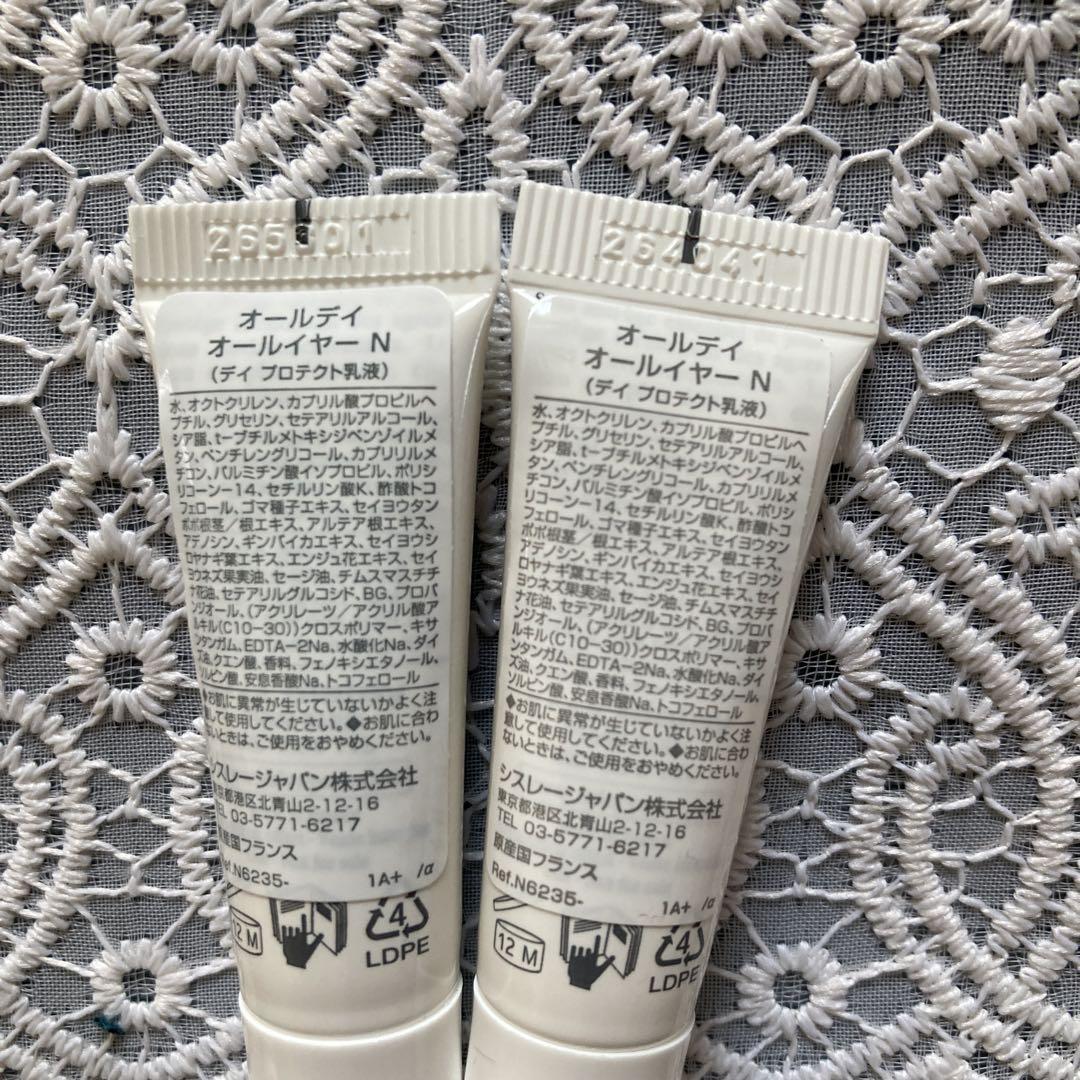 オールデイ
オールイヤー N
(デイ プロテクト乳液)
水、オクトクリレン、カプリル酸プロピルヘ
プチル、グリセリン、セテアリルアルコール、
シア脂、t-ブチルメトキシジベンゾイルメ
タン、ペンチレングリコール、カプリリルメ
チコン、パルミチン酸イソプロピル、ポリシ
リコーン-14、セチルリン酸K、酢酸トコ
フェロール、ゴマ種子エキス、セイヨウタン
ポポ根茎/根エキス、アルテア根エキス、
アデノシン、ギンバイカエキス、セイヨウシ
ロヤナギ葉エキス、エンジュ花エキス、セイ
ヨウネズ果実油、セージ油、チムスマスチチ
ナ花油、セテアリルグルコシド、BG、プロパ
ンジオール、(アクリレーツ/アクリル酸ア
ルキル(C10-30))クロスポリマー、キサ
ンタンガム、EDTA-2Na、水酸化Na、ダイ
ズ油、クエン酸、香料、フェノキシエタノール、
ソルビン酸、安息香酸Na、トコフェロール
◆お肌に異常が生じていないかよく注
意して使用してください。◆お肌に合わ
ないときは、ご使用をおやめください。
シスレージャパン株式会社
東京都港区北青山2-12-16
TEL 03-5771-6217
原産国フランス
Ref.N6235- 1A+ /α
12 M
4
LDPE
264041
オールデイ
オールイヤー N
(デイ プロテクト乳液)
水、オクトクリレン、カプリル酸プロピルヘ
プチル、グリセリン、セテアリルアルコール、
シア脂、t-ブチルメトキシジベンゾイルメ
タン、ペンチレングリコール、カプリリルメ
チコン、パルミチン酸イソプロピル、ポリシ
リコーン-14、セチルリン酸K、酢酸トコ
フェロール、ゴマ種子エキス、セイヨウタン
ポポ根茎/根エキス、アルテア根エキス、
アデノシン、ギンバイカエキス、セイヨウシ
ロヤナギ葉エキス、エンジュ花エキス、セイ
ヨウネズ果実油、セージ油、チムスマスチチ
ナ花油、セテアリルグルコシド、BG、プロパ
ンジオール、(アクリレーツ/アクリル酸ア
ルキル(C10-30))クロスポリマー、キサ
ンタンガム、EDTA-2Na、水酸化Na、ダイ
ズ油、クエン酸、香料、フェノキシエタノール、
ソルビン酸、安息香酸Na、トコフェロール
◆お肌に異常が生じていないかよく注
意して使用してください。◆お肌に合わ
ないときは、ご使用をおやめください。
シスレージャパン株式会社
東京都港区北青山2-12-16
TEL 03-5771-6217
原産国フランス
Ref.N6235- 1A+ /α
12 M
4
LDPE